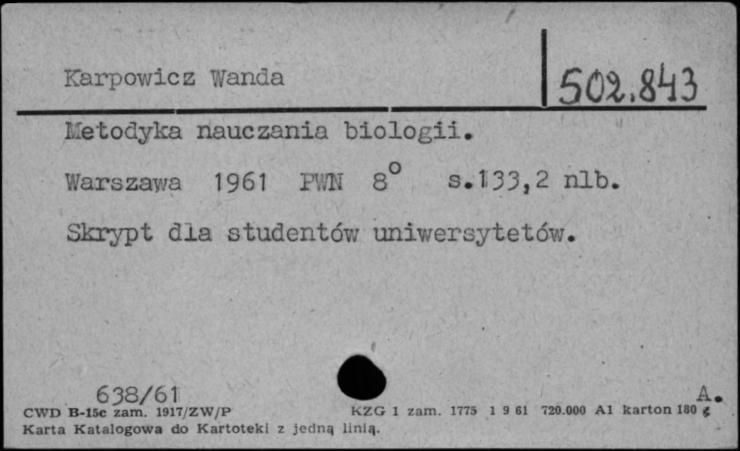 Karpowicz Wanda
502.843
Metodyka nauczania biologii.
Warszawa 1961 PWN 8° s.133,2 nlb.
Skrypt dla studentów uniwersytetów.
638/61 A.
CWD B-15c zam. 1917/ZW/P KZG 1 zam. 1775 1 9 61 720.000 A1 karton 180 g
Karta Katalogowa do Kartoteki z jedną linią.